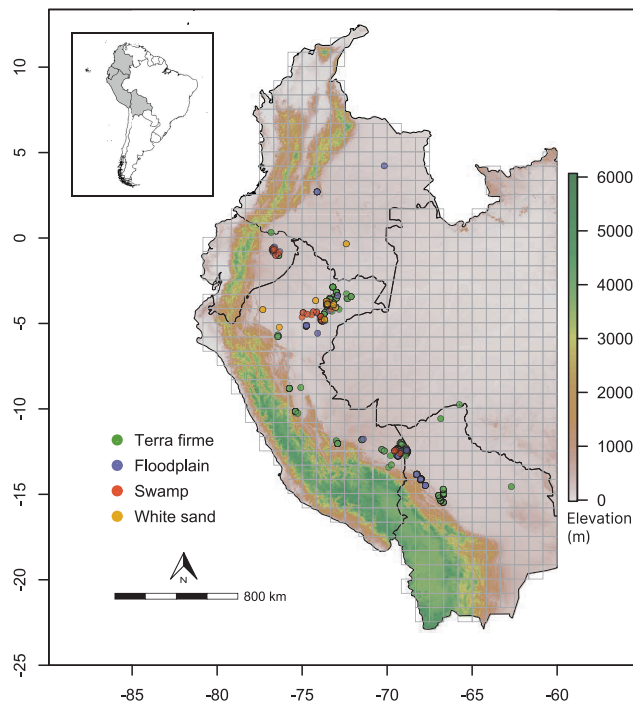 10
5
0
-5
-10
-15
-20
-25
6000
5000
4000
3000
2000
1000
0
Elevation
(m)
Terra firme
Floodplain
Swamp
White sand
N
800 km
-85
-80
-75
-70
-65
-60